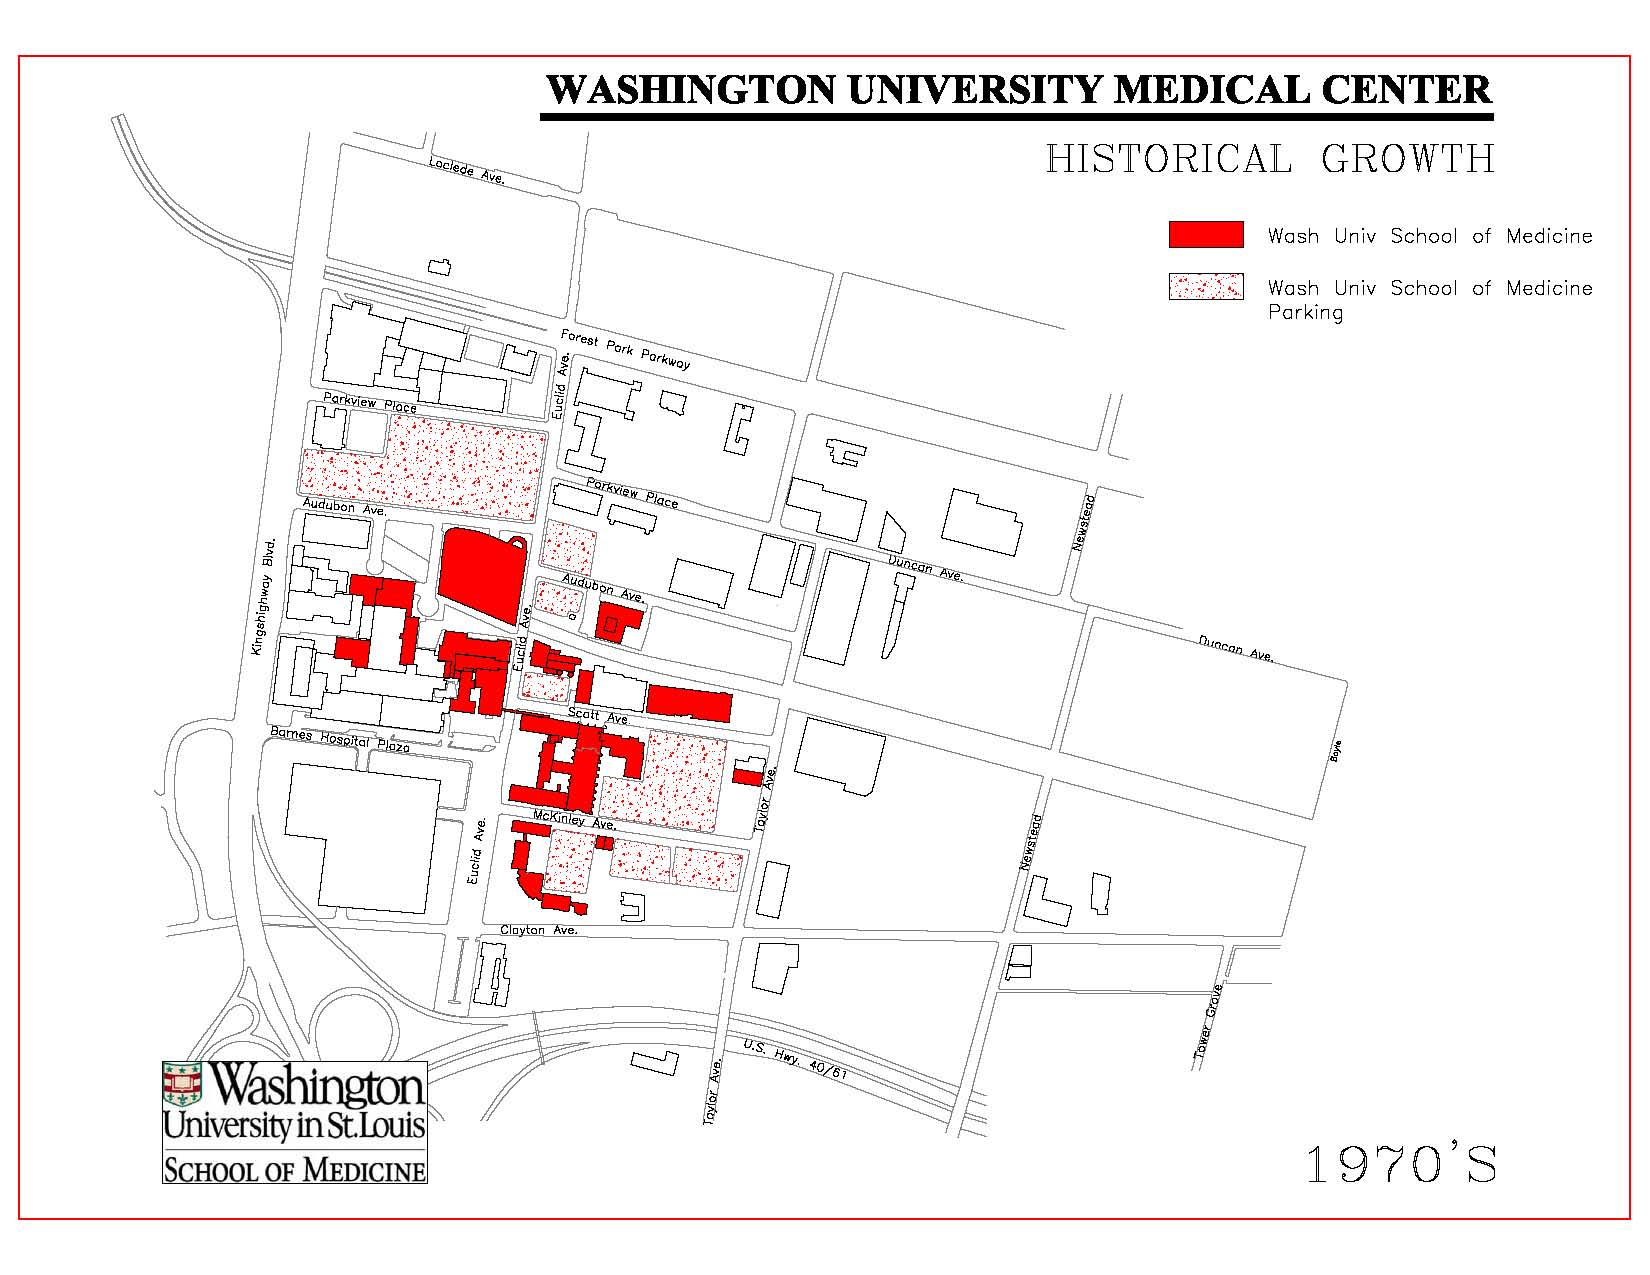 WASHINGTON UNIVERSITY MEDICAL CENTER
HISTORICAL GROWTH
Wash Univ School of Medicine
Wash Univ School of Medicine
Parking
Laclede Ave.
Forest Park Parkway
Euclid Ave.
Parkview Place
Parkview Place
Audubon Ave.
Newstead
Kingshighway Blvd.
Duncan Ave.
Audubon Ave.
Euclid Ave.
Duncan Ave.
Scott Ave.
Barnes Hospital Plaza
Boyle
Taylor Ave.
McKinley Ave.
Euclid Ave.
Newstead
Clayton Ave.
Tower Grove
U.S. Hwy. 40/61
Taylor Ave.
Washington
University in St. Louis
SCHOOL OF MEDICINE
1970'S